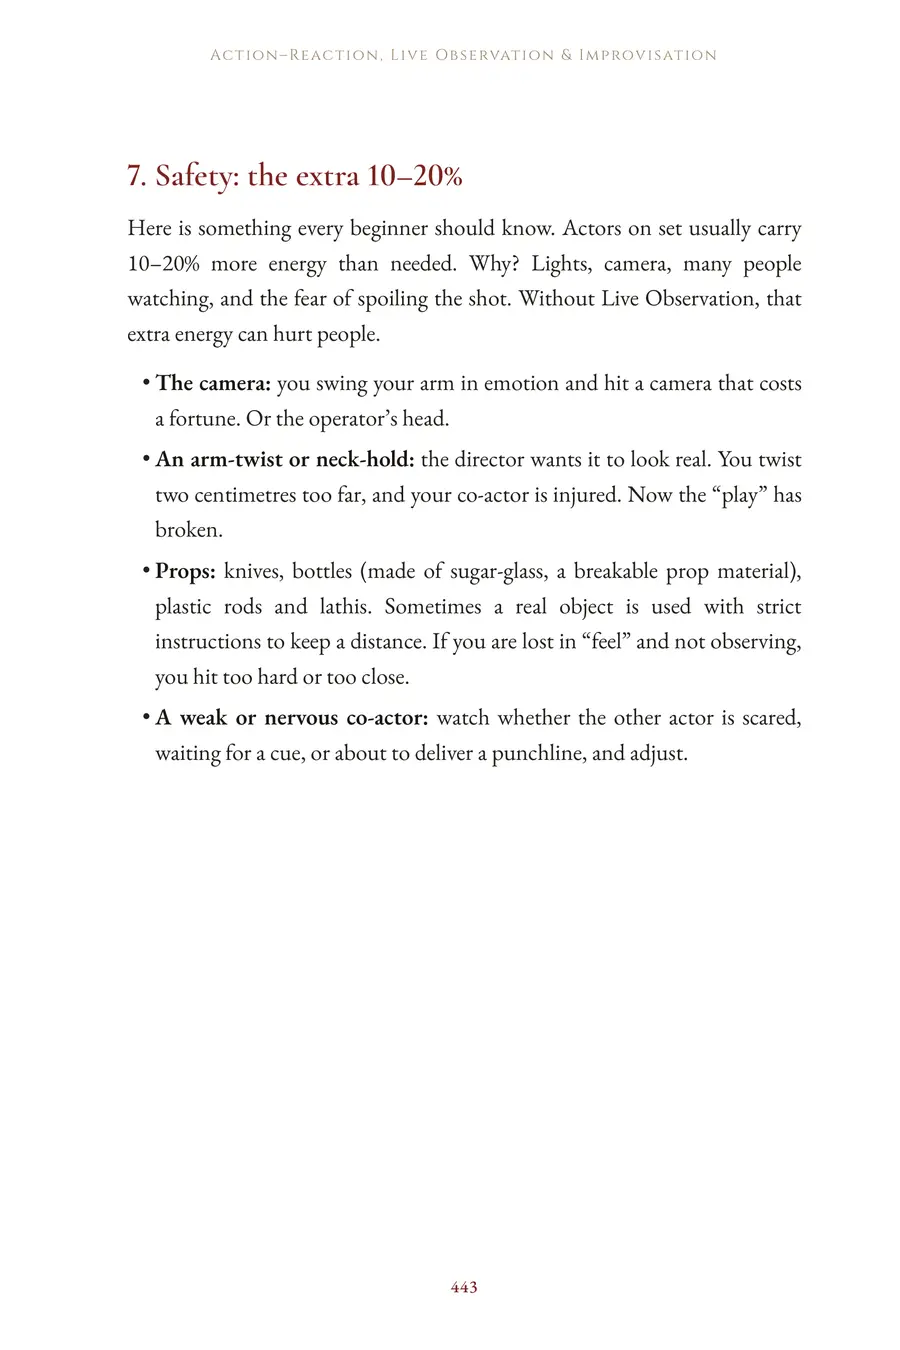 Action–Reaction, Live Observation & Improvisation
7. Safety: the extra 10–20%
Here is something every beginner should know. Actors on set usually carry
10–20% more energy than needed. Why? Lights, camera, many people
watching, and the fear of spoiling the shot. Without Live Observation, that
extra energy can hurt people.
• The camera: you swing your arm in emotion and hit a camera that costs
a fortune. Or the operator’s head.
• An arm-twist or neck-hold: the director wants it to look real. You twist
two centimetres too far, and your co-actor is injured. Now the “play” has
broken.
• Props: knives, bottles (made of sugar-glass, a breakable prop material),
plastic rods and lathis. Sometimes a real object is used with strict
instructions to keep a distance. If you are lost in “feel” and not observing,
you hit too hard or too close.
• A weak or nervous co-actor: watch whether the other actor is scared,
waiting for a cue, or about to deliver a punchline, and adjust.
443